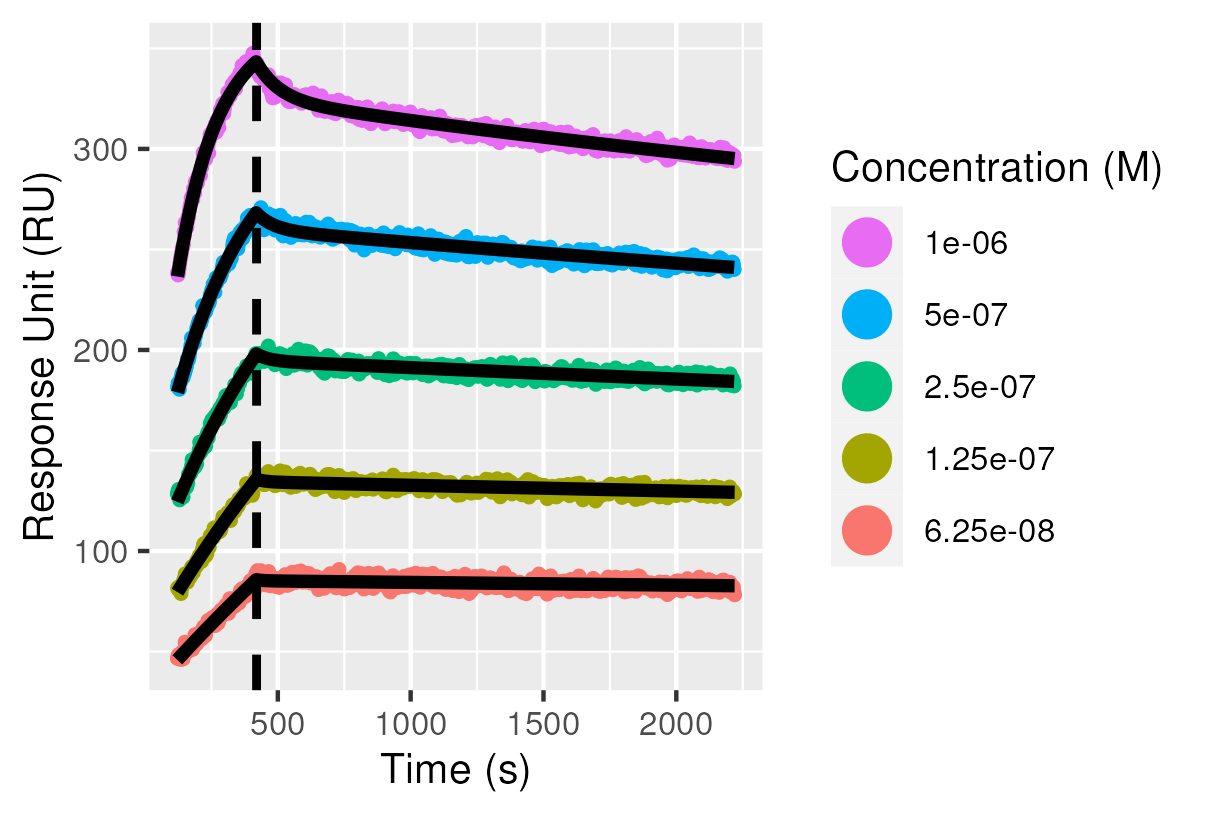 Response Unit (RU)
300
200
100
500
1000
1500
2000
Time (s)
Concentration (M)
1e-06
5e-07
2.5e-07
1.25e-07
6.25e-08